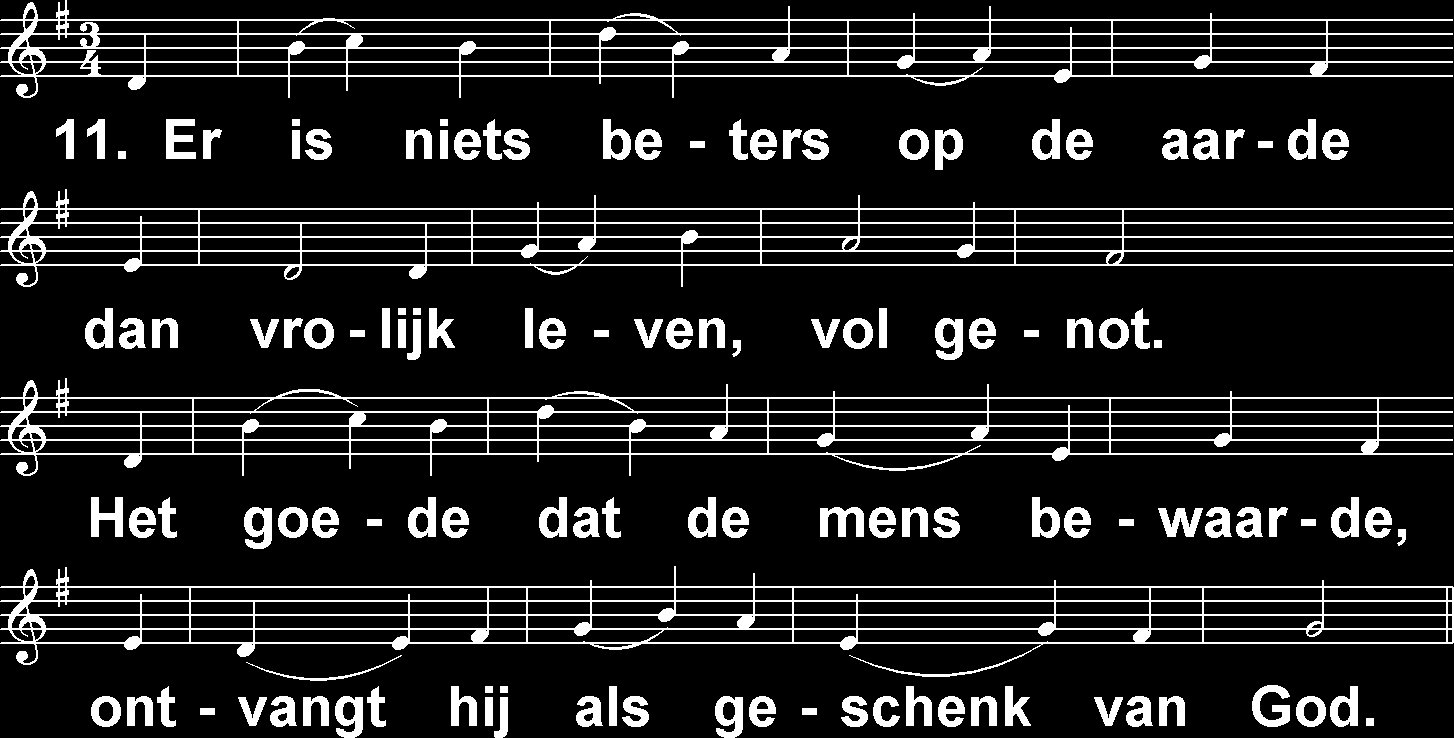 11. Er is niets be - ters op de aar - de
dan vro - lijk le - ven, vol ge - not.
Het goe - de dat de mens be - waar - de,
ont - vangt hij als ge - schenk van God.